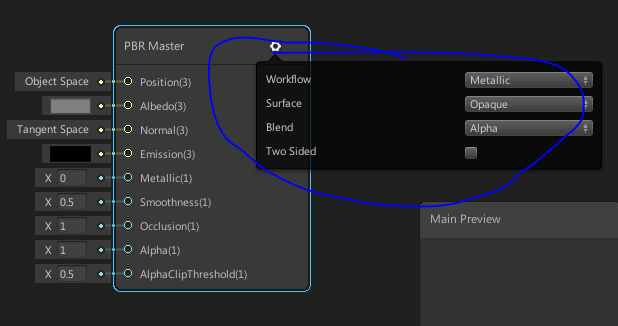 PBR Master
Object Space
Position(3)
Albedo(3)
Tangent Space
Normal(3)
Emission(3)
X 0
Metallic(1)
X 0.5
Smoothness(1)
X 1
Occlusion(1)
X 1
Alpha(1)
X 0.5
AlphaClipThreshold(1)
Workflow
Metallic
Surface
Opaque
Blend
Alpha
Two Sided
Main Preview